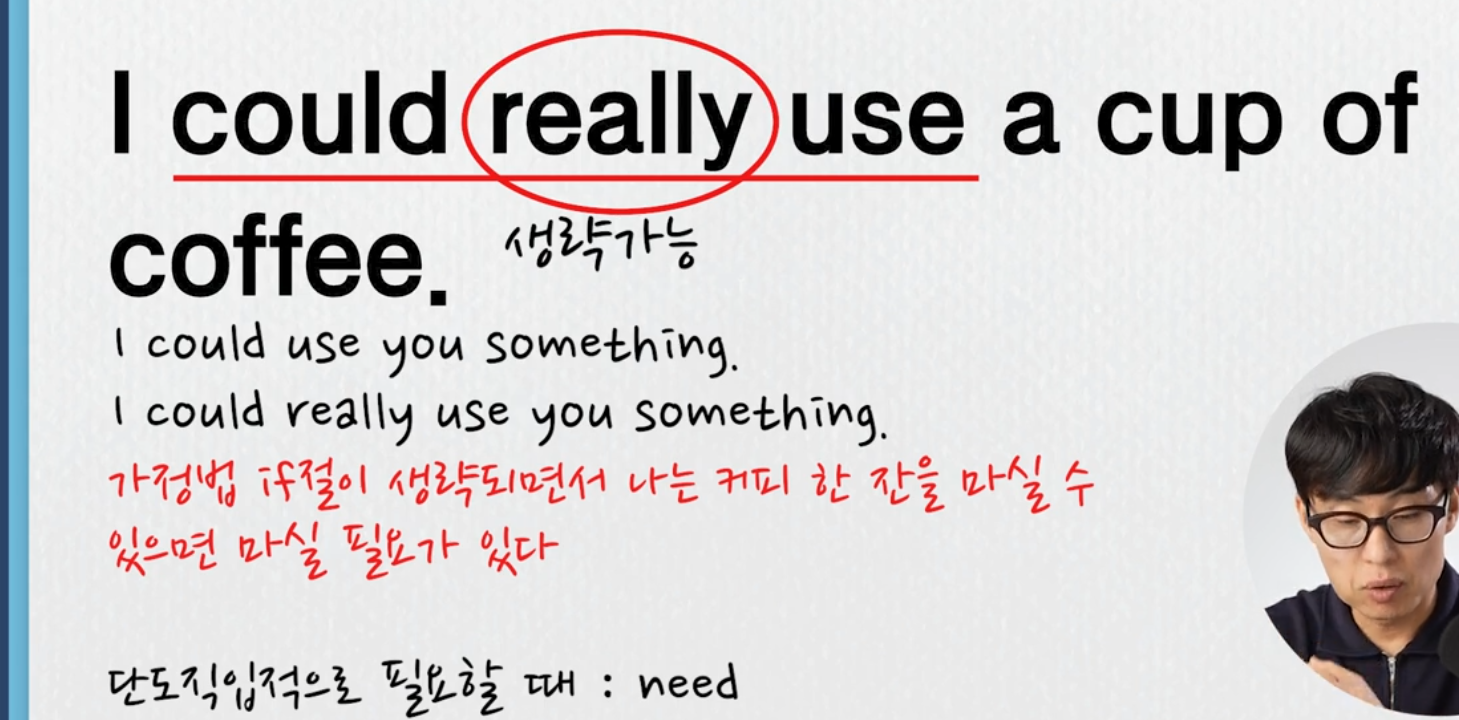 I could really use a cup of
coffee.
생략가능
I could use you something.
I could really use you something.
가정법 if절이 생략되면서 나는 커피 한 잔을 마실 수
있으면 마실 필요가 있다
단도직입적으로 필요할 때 : need